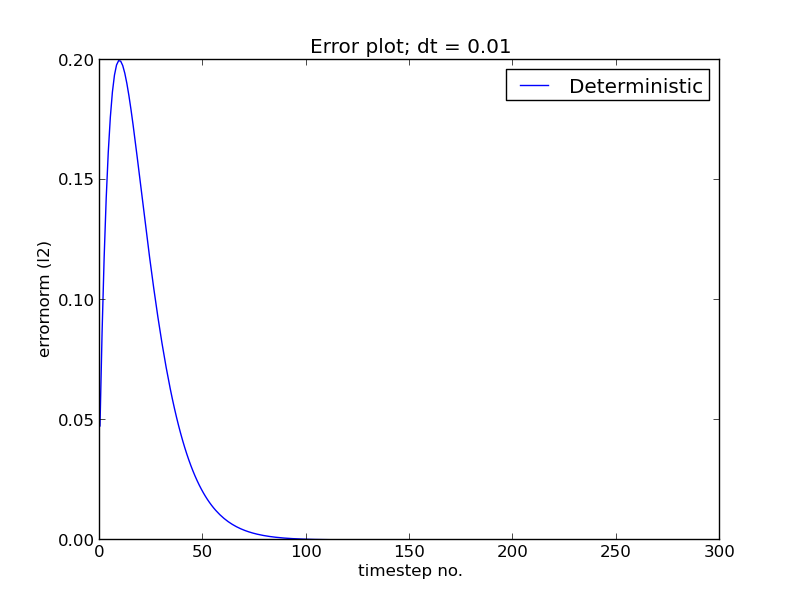 Error plot; dt = 0.01
Deterministic
errornorm (l2)
0.20
0.15
0.10
0.05
0.00
0 50 100 150 200 250 300
timestep no.